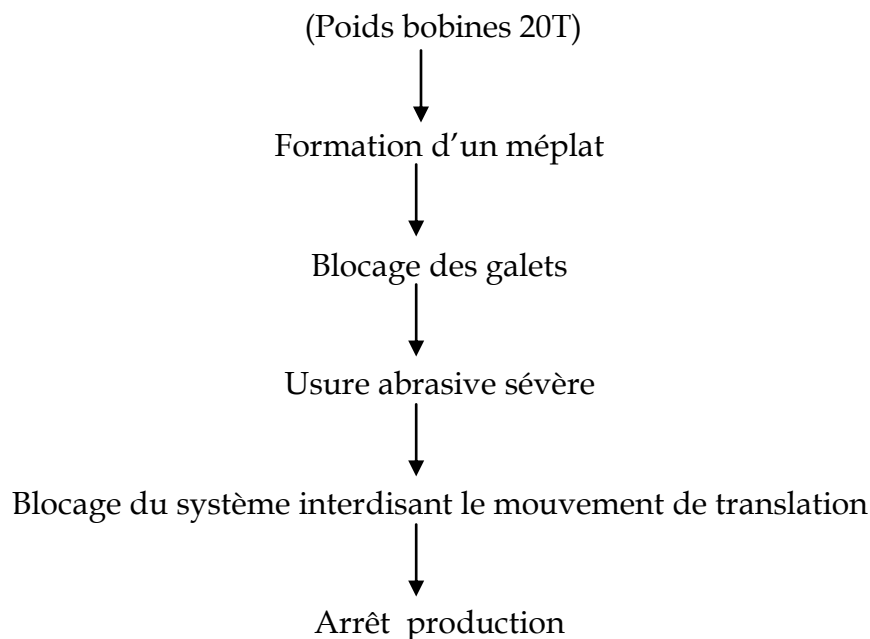 (Poids bobines 20T)
Formation d’un méplat
Blocage des galets
Usure abrasive sévère
Blocage du système interdisant le mouvement de translation
Arrêt production